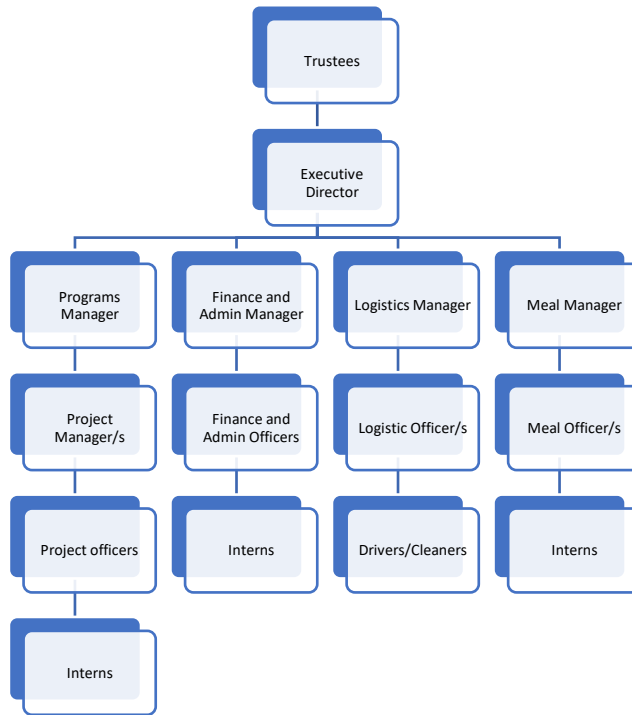 Trustees
Executive
Director
Programs
Manager
Finance and
Admin Manager
Logistics Manager
Meal Manager
Project
Manager/s
Finance and
Admin Officers
Logistic Officer/s
Meal Officer/s
Project officers
Interns
Drivers/Cleaners
Interns
Interns